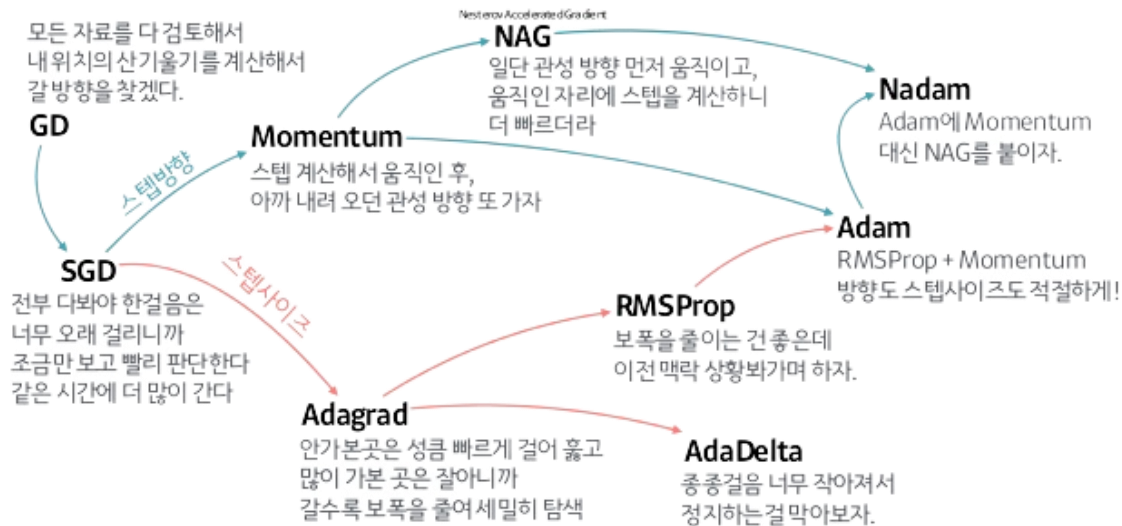 모든 자료를 다 검토해서
내 위치의 산기울기를 계산해서
갈 방향을 찾겠다.
GD
스텝방향
SGD
전부 다봐야 한걸음은
너무 오래 걸리니까
조금만 보고 빨리 판단한다
같은 시간에 더 많이 간다
스텝사이즈
Momentum
스텝 계산해서 움직인 후,
아까 내려 오던 관성 방향 또 가자
Nesterov Accelerated Gradient
NAG
일단 관성 방향 먼저 움직이고,
움직인 자리에 스텝을 계산하니
더 빠르더라
Nadam
Adam에 Momentum
대신 NAG를 붙이자.
Adam
RMSProp + Momentum
방향도 스텝사이즈도 적절하게!
RMSProp
보폭을 줄이는 건 좋은데
이전 맥락 상황봐가며 하자.
Adagrad
안가본곳은 성큼 빠르게 걸어 훑고
많이 가본 곳은 잘아니까
갈수록 보폭을 줄여 세밀히 탐색
AdaDelta
종종걸음 너무 작아져서
정지하는걸 막아보자.